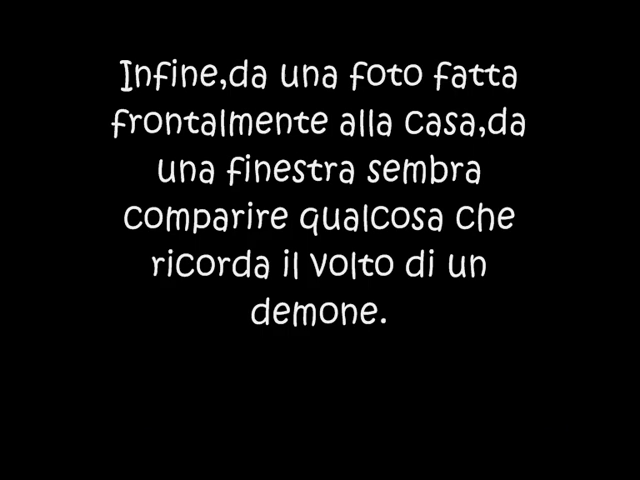 Infine,da una foto fatta
frontalmente alla casa,da
una finestra sembra
comparire qualcosa che
ricorda il volto di un
demone.